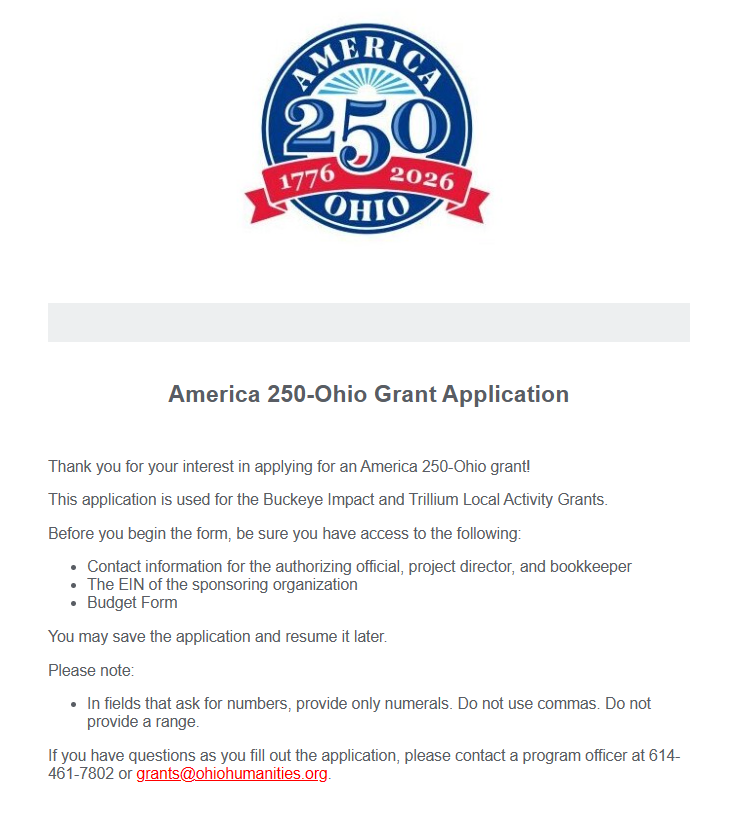 AMERICA
250
1776 2026
OHIO
America 250-Ohio Grant Application
Thank you for your interest in applying for an America 250-Ohio grant!
This application is used for the Buckeye Impact and Trillium Local Activity Grants.
Before you begin the form, be sure you have access to the following:
• Contact information for the authorizing official, project director, and bookkeeper
• The EIN of the sponsoring organization
• Budget Form
You may save the application and resume it later.
Please note:
• In fields that ask for numbers, provide only numerals. Do not use commas. Do not
provide a range.
If you have questions as you fill out the application, please contact a program officer at 614-
461-7802 or grants@ohiohumanities.org.